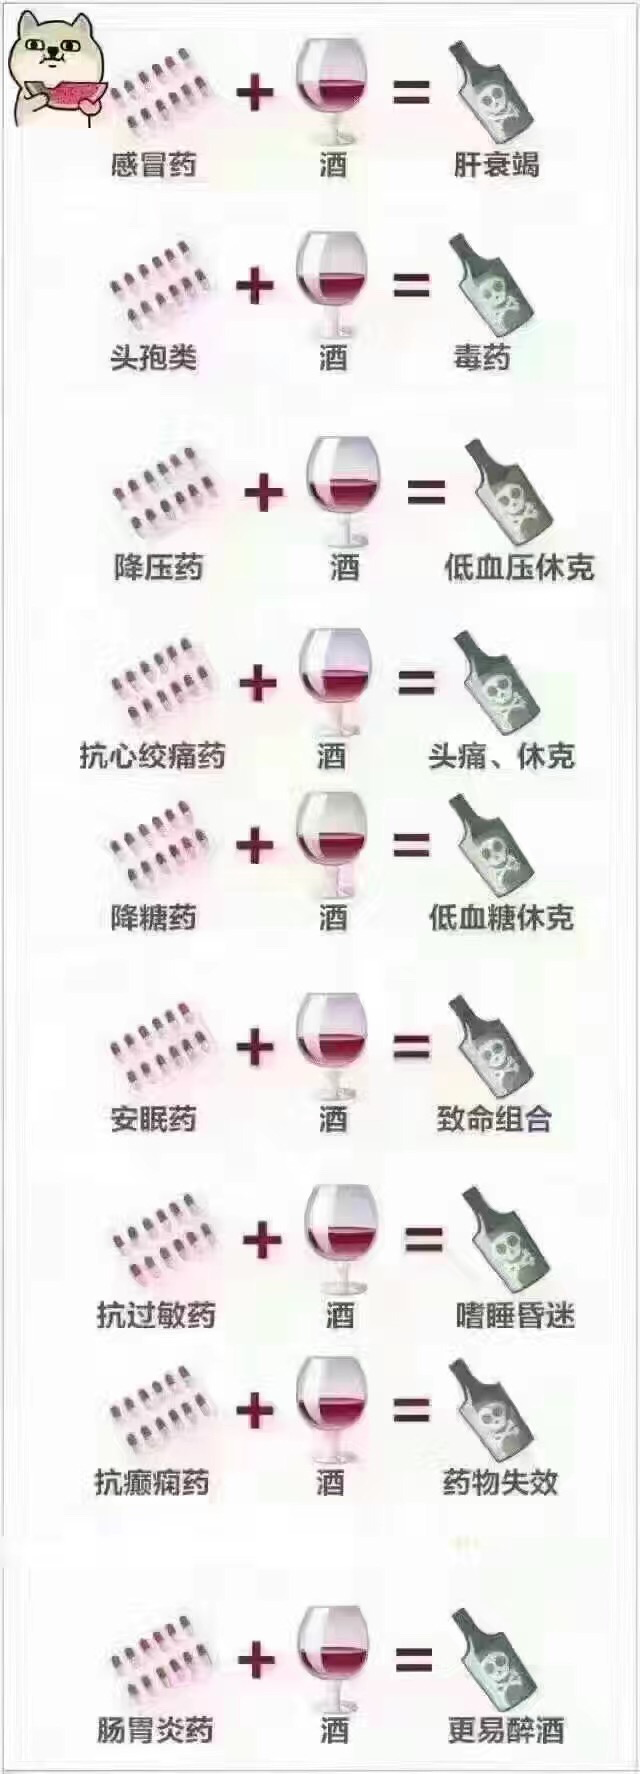 感冒药 + 酒 = 肝衰竭
头孢类 + 酒 = 毒药
降压药 + 酒 = 低血压休克
抗心绞痛药 + 酒 = 头痛、休克
降糖药 + 酒 = 低血糖休克
安眠药 + 酒 = 致命组合
抗过敏药 + 酒 = 嗜睡昏迷
抗癫痫药 + 酒 = 药物失效
肠胃炎药 + 酒 = 更易醉酒